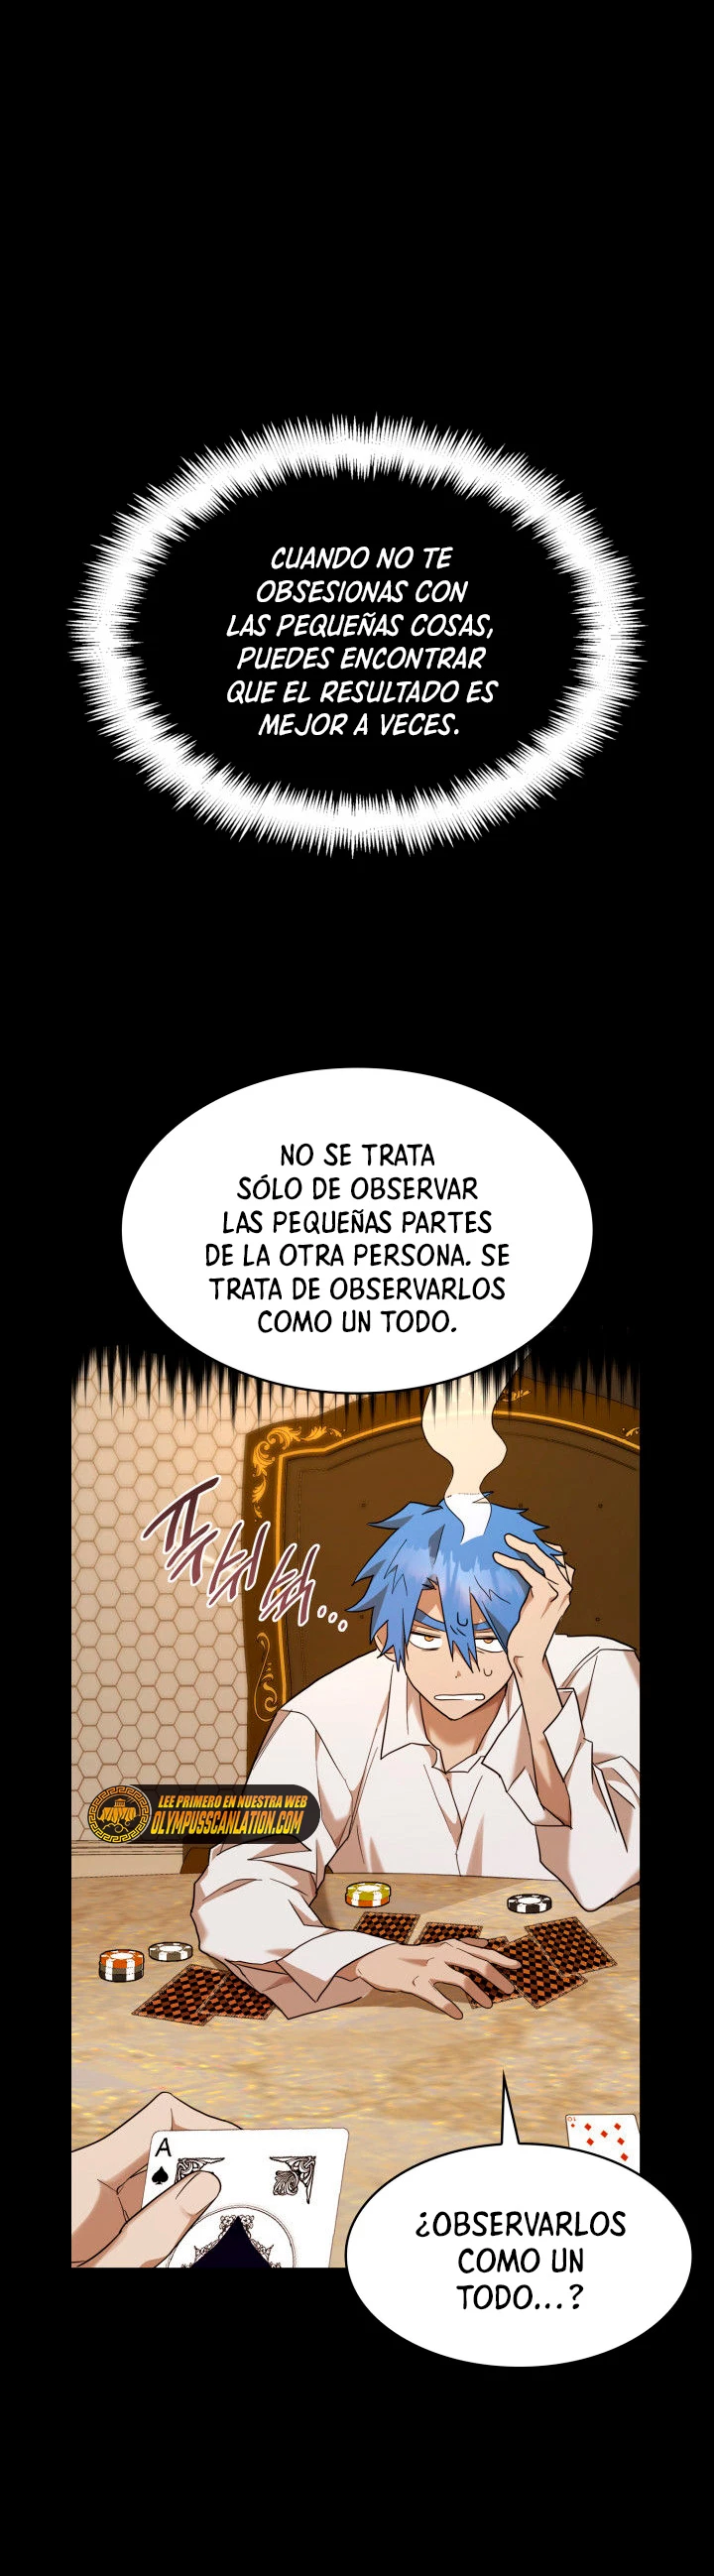 CUANDO NO TE
OBSESIONAS CON
LAS PEQUEÑAS COSAS,
PUEDES ENCONTRAR
QUE EL RESULTADO ES
MEJOR A VECES.
NO SE TRATA
SÓLO DE OBSERVAR
LAS PEQUEÑAS PARTES
DE LA OTRA PERSONA. SE
TRATA DE OBSERVARLOS
COMO UN TODO.
LEE PRIMERO EN NUESTRA WEB
OLYMPUSSCANLATION.COM
A
¿OBSERVARLOS
COMO UN
TODO...?